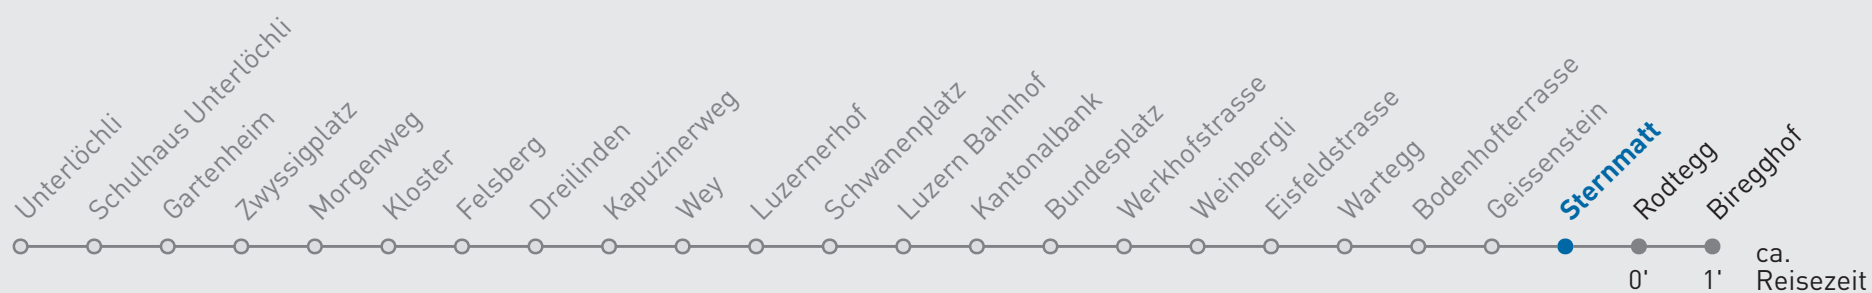 Unterlöchli
Schulhaus Unterlöchli
Gartenheim
Zwyssigplatz
Morgenweg
Kloster
Felsberg
Dreilinden
Kapuzinerweg
Wey
Luzernerhof
Schwanenplatz
Luzern Bahnhof
Kantonalbank
Bundesplatz
Werkhofstrasse
Weinbergli
Eisfeldstrasse
Wartegg
Bodenhofterrasse
Geissenstein
Sternmatt
Rodtegg
Biregghof
0'
1'
ca.
Reisezeit